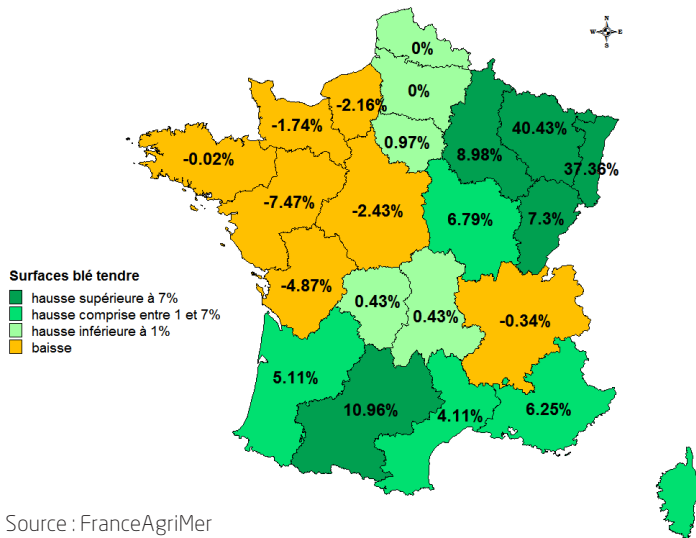 N
W E
S
0%
0%
-2.16%
-1.74%
40.43%
0.97%
-0.02%
8.98%
37.36%
-7.47%
-2.43%
6.79%
7.3%
Surfaces blé tendre
hausse supérieure à 7%
hausse comprise entre 1 et 7%
hausse inférieure à 1%
baisse
-4.87%
0.43%
0.43%
-0.34%
5.11%
10.96%
4.11%
6.25%
Source : FranceAgriMer